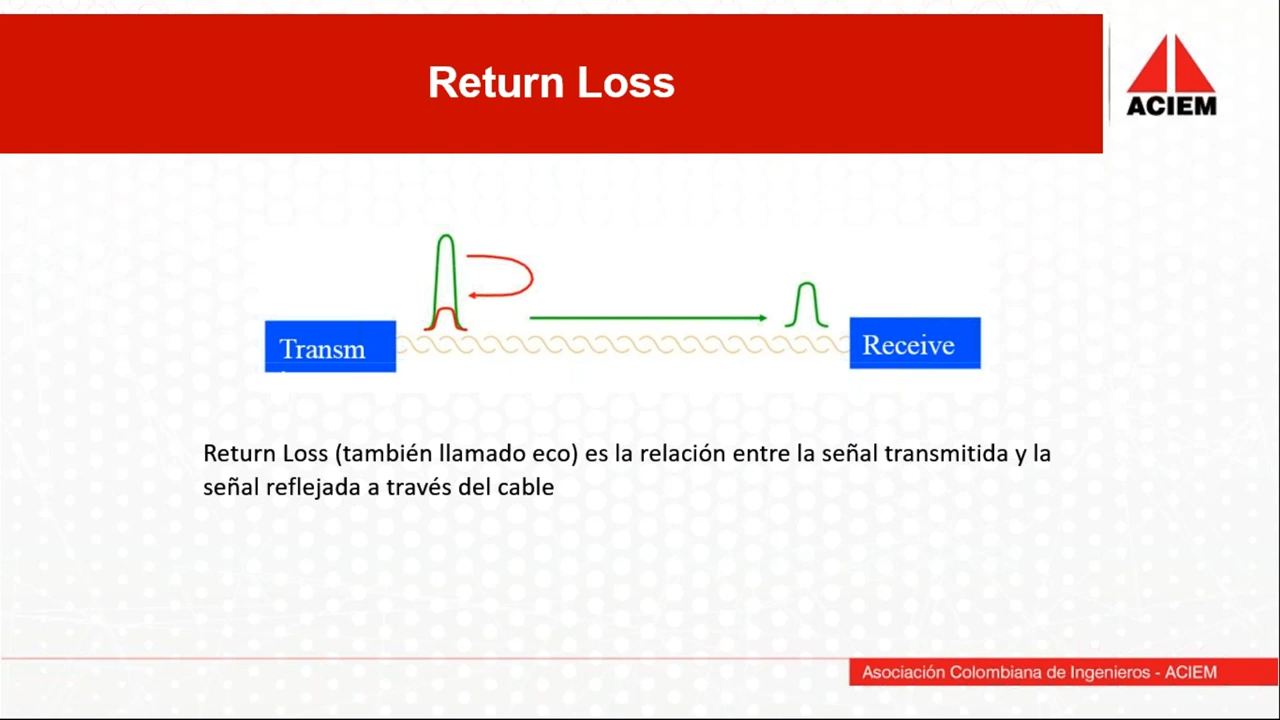 Return Loss
ACIEM
Transm
Receive
Return Loss (también llamado eco) es la relación entre la señal transmitida y la
señal reflejada a través del cable
Asociación Colombiana de Ingenieros - ACIEM